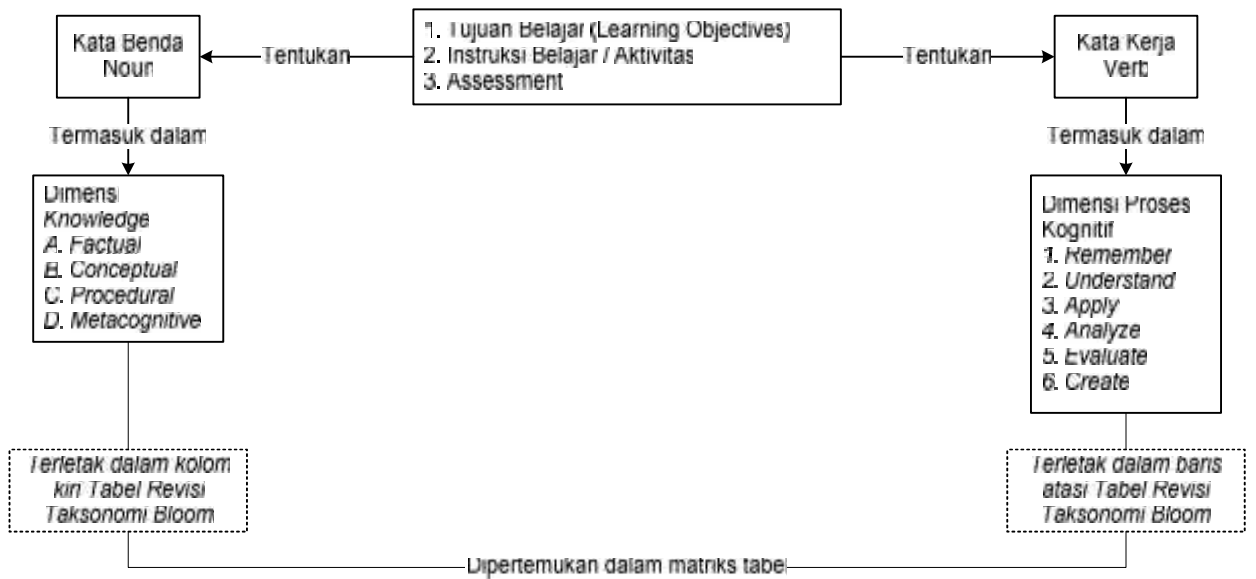 Kata Benda
Noun
Tentukan
1. Tujuan Belajar (Learning Objectives)
2. Instruksi Belajar / Aktivitas
3. Assessment
Tentukan
Kata Kerja
Verb
Termasuk dalam
Termasuk dalam
Dimensi
Knowledge
A. Factual
B. Conceptual
C. Procedural
D. Metacognitive
Dimensi Proses
Kognitif
1. Remember
2. Understand
3. Apply
4. Analyze
5. Evaluate
6. Create
Terletak dalam kolom
kiri Tabel Revisi
Taksonomi Bloom
Terletak dalam baris
atasi Tabel Revisi
Taksonomi Bloom
Dipertemukan dalam matriks tabel